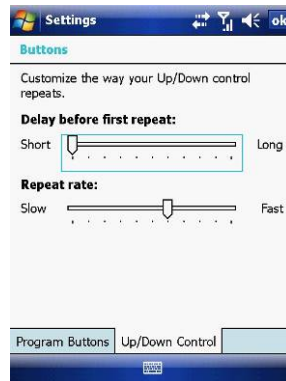 Settings
ok
Buttons
Customize the way your Up/Down control
repeats.
Delay before first repeat:
Short Long
Repeat rate:
Slow Fast
Program Buttons Up/Down Control